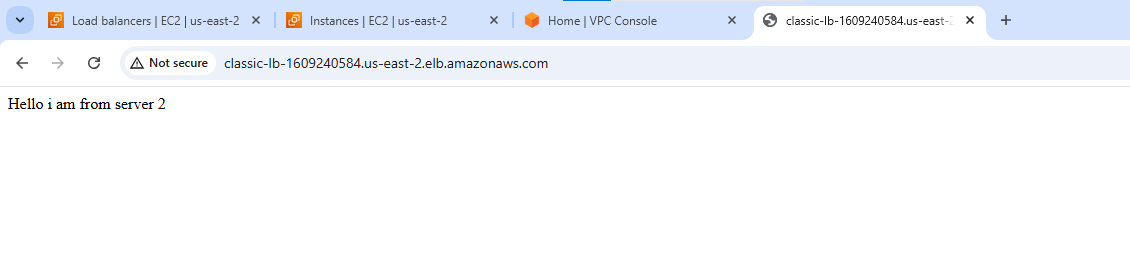 Load balancers | EC2 | us-east-2
Instances | EC2 | us-east-2
Home | VPC Console
classic-lb-1609240584.us-east-2
Not secure
classic-lb-1609240584.us-east-2.elb.amazonaws.com
Hello i am from server 2